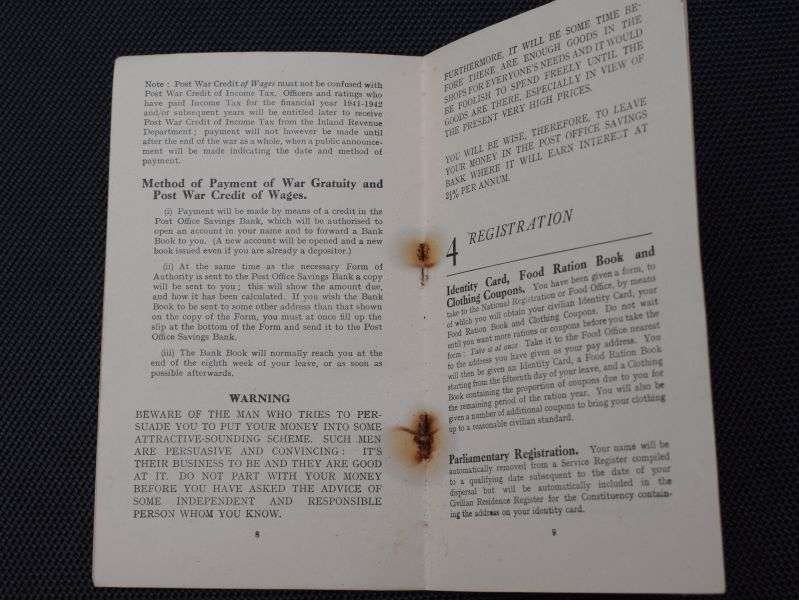 Note : Post War Credit of Wages must not be confused with
Post War Credit of Income Tax. Officers and ratings who
have paid Income Tax for the financial year 1941-1942
and/or subsequent years will be entitled later to receive
Post War Credit of Income Tax from the Inland Revenue
Department; payment will not however be made until
after the end of the war as a whole, when a public announce-
ment will be made indicating the date and method of
payment.
Method of Payment of War Gratuity and
Post War Credit of Wages.
(i) Payment will be made by means of a credit in the
Post Office Savings Bank, which will be authorised to
open an account in your name and to forward a Bank
Book to you. (A new account will be opened and a new
book issued even if you are already a depositor.)
(ii) At the same time as the necessary Form of
Authority is sent to the Post Office Savings Bank a copy
will be sent to you; this will show the amount due,
and how it has been calculated. If you wish the Bank
Book to be sent to some other address than that shown
on the copy of the Form, you must at once fill up the
slip at the bottom of the Form and send it to the Post
Office Savings Bank.
(iii) The Bank Book will normally reach you at the
end of the eighth week of your leave, or as soon as
possible afterwards.
WARNING
BEWARE OF THE MAN WHO TRIES TO PER-
SUADE YOU TO PUT YOUR MONEY INTO SOME
ATTRACTIVE-SOUNDING SCHEME. SUCH MEN
ARE PERSUASIVE AND CONVINCING: IT'S
THEIR BUSINESS TO BE AND THEY ARE GOOD
AT IT. DO NOT PART WITH YOUR MONEY
BEFORE YOU HAVE ASKED THE ADVICE OF
SOME INDEPENDENT AND RESPONSIBLE
PERSON WHOM YOU KNOW.
8
FURTHERMORE, IT WILL BE SOME TIME BE-
FORE THERE ARE ENOUGH GOODS IN THE
SHOPS FOR EVERYONE'S NEEDS AND IT WOULD
BE FOOLISH TO SPEND FREELY UNTIL THE
GOODS ARE THERE, ESPECIALLY IN VIEW OF
THE PRESENT VERY HIGH PRICES.
YOU WILL BE WISE, THEREFORE, TO LEAVE
YOUR MONEY IN THE POST OFFICE SAVINGS
BANK WHERE IT WILL EARN INTEREST AT
2½% PER ANNUM.
4 REGISTRATION
Identity Card, Food Ration Book and
Clothing Coupons. You have been given a form, to
take to the National Registration or Food Office, by means
of which you will obtain your civilian Identity Card, your
Food Ration Book and Clothing Coupons. Do not wait
until you want more rations or coupons before you take the
form: Take it at once. Take it to the Food Office nearest
to the address you have given as your pay address. You
will then be given an Identity Card, a Food Ration Book
starting from the fifteenth day of your leave, and a Clothing
Book containing the proportion of coupons due to you for
the remaining period of the ration year. You will also be
given a number of additional coupons to bring your clothing
up to a reasonable civilian standard.
Parliamentary Registration. Your name will be
automatically removed from a Service Register compiled
to a qualifying date subsequent to the date of your
dispersal but will be automatically included in the
Civilian Residence Register for the Constituency contain-
ing the address on your identity card.
9